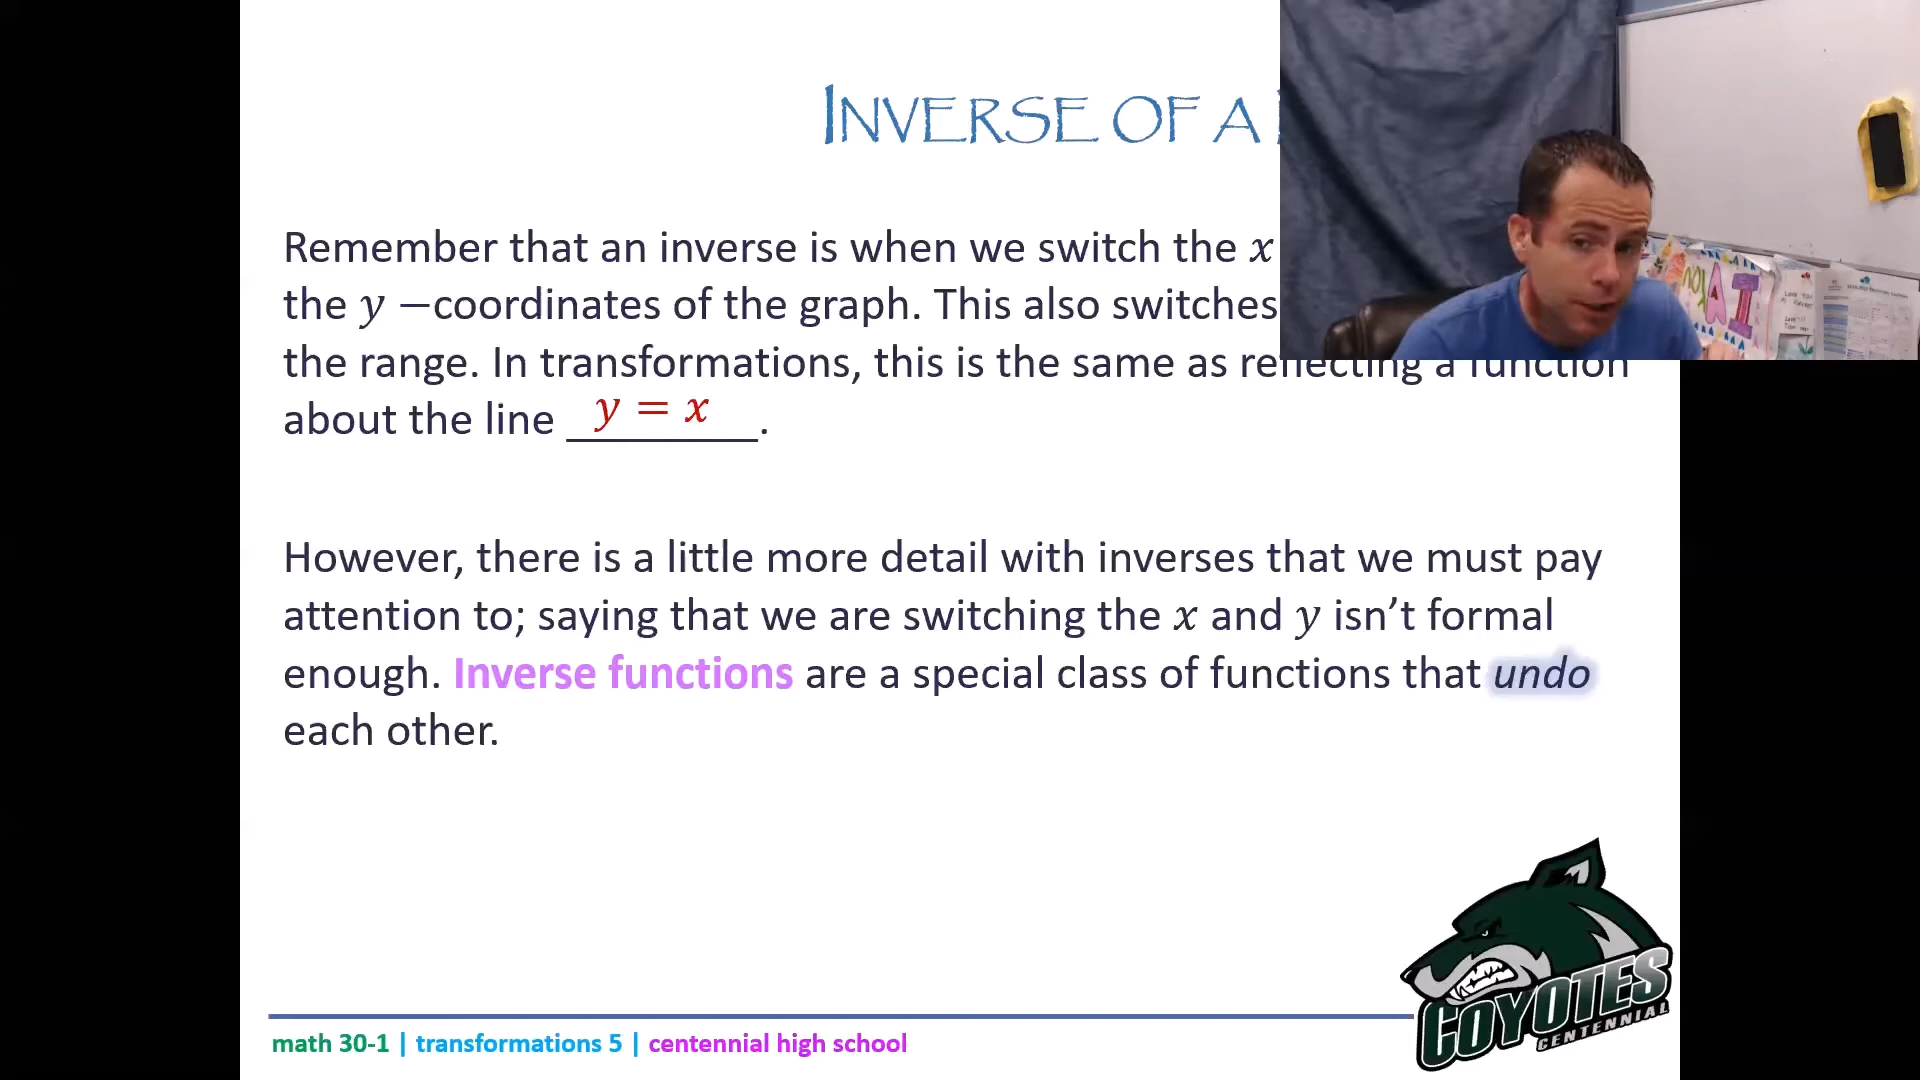 INVERSE OF A
Remember that an inverse is when we switch the x
the y –coordinates of the graph. This also switches
the range. In transformations, this is the same as reflecting a function
about the line y = x.
However, there is a little more detail with inverses that we must pay
attention to; saying that we are switching the x and y isn’t formal
enough. Inverse functions are a special class of functions that undo
each other.
COYOTES
CENTENNIAL
math 30-1 | transformations 5 | centennial high school